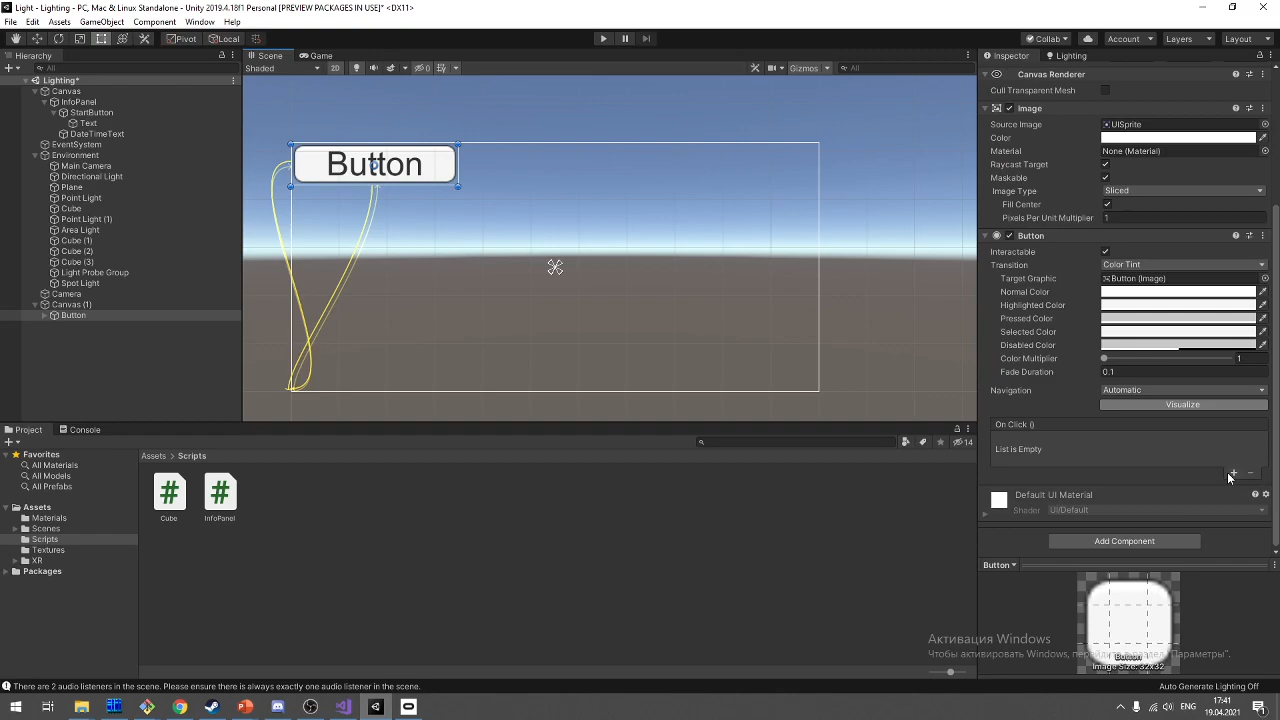 Light - Lighting - PC, Mac & Linux Standalone - Unity 2019.4.18f1 Personal [PREVIEW PACKAGES IN USE]* <DX11>
File Edit Assets GameObject Component Window Help
Pivot Local Collab Account Layers Layout
Hierarchy
All
Lighting*
Canvas
InfoPanel
StartButton
Text
DateTimeText
EventSystem
Environment
Main Camera
Directional Light
Plane
Point Light
Cube
Point Light (1)
Area Light
Cube (1)
Cube (2)
Cube (3)
Light Probe Group
Spot Light
Camera
Canvas (1)
Button
Scene Game
Shaded 2D 0 Gizmos All
Button
Inspector Lighting
Canvas Renderer
Cull Transparent Mesh
Image
Source Image UISprite
Color
Material None (Material)
Raycast Target
Maskable
Image Type Sliced
Fill Center
Pixels Per Unit Multiplier 1
Button
Interactable
Transition Color Tint
Target Graphic Button (Image)
Normal Color
Highlighted Color
Pressed Color
Selected Color
Disabled Color
Color Multiplier 1
Fade Duration 0.1
Navigation Automatic
Visualize
On Click ()
List is Empty
Default UI Material
Shader UI/Default
Add Component
Button
Button
Image Size: 32x32
Активация Windows
Чтобы активировать Windows, перейдите в раздел "Параметры".
Project Console
14
Favorites
All Materials
All Models
All Prefabs
Assets
Materials
Scenes
Scripts
Textures
XR
Packages
Assets Scripts
Cube InfoPanel
There are 2 audio listeners in the scene. Please ensure there is always exactly one audio listener in the scene.
Auto Generate Lighting Off
ENG 17:41
19.04.2021